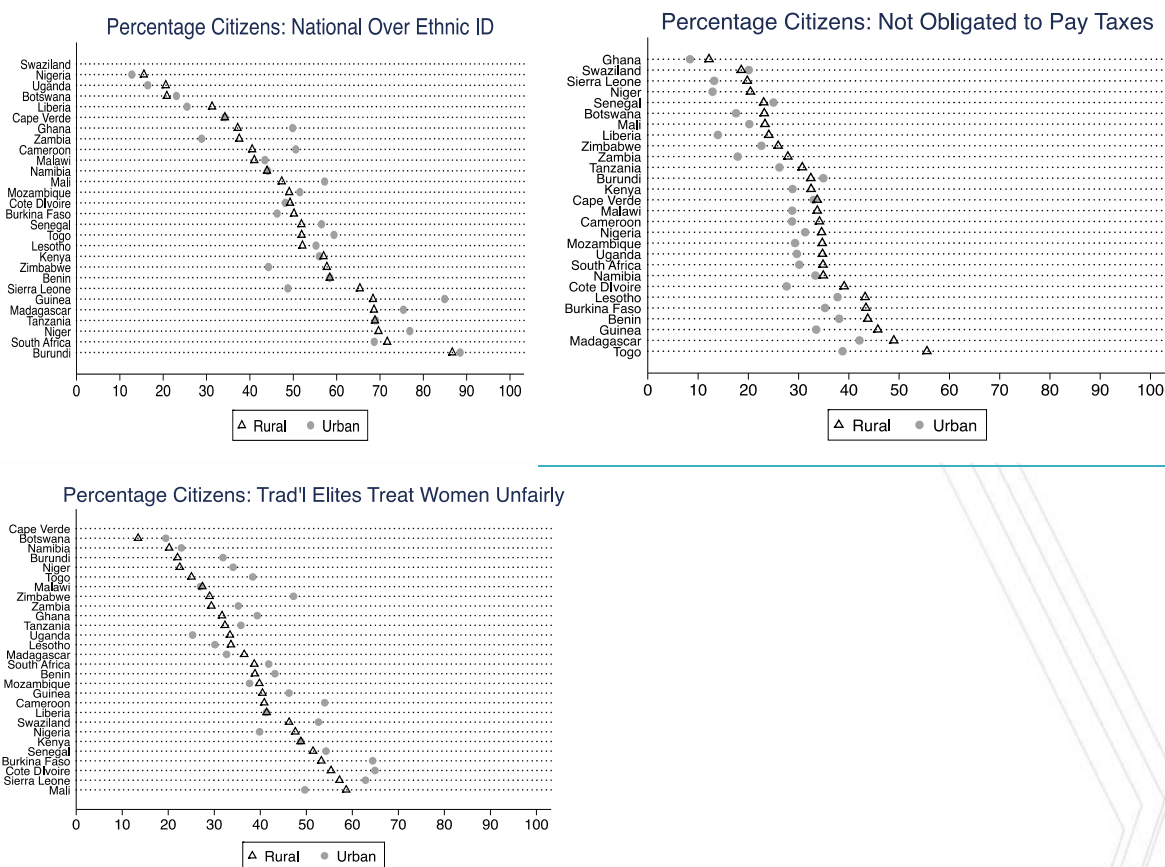 Percentage Citizens: National Over Ethnic ID
Swaziland
Nigeria
Uganda
Botswana
Liberia
Cape Verde
Ghana
Zambia
Cameroon
Malawi
Namibia
Mali
Mozambique
Cote DIvoire
Burkina Faso
Senegal
Togo
Lesotho
Kenya
Zimbabwe
Benin
Sierra Leone
Guinea
Madagascar
Tanzania
Niger
South Africa
Burundi
0 10 20 30 40 50 60 70 80 90 100
Rural Urban
Percentage Citizens: Not Obligated to Pay Taxes
Ghana
Swaziland
Sierra Leone
Niger
Senegal
Botswana
Mali
Liberia
Zimbabwe
Zambia
Tanzania
Burundi
Kenya
Cape Verde
Malawi
Cameroon
Nigeria
Mozambique
Uganda
South Africa
Namibia
Cote DIvoire
Lesotho
Burkina Faso
Benin
Guinea
Madagascar
Togo
0 10 20 30 40 50 60 70 80 90 100
Rural Urban
Percentage Citizens: Trad'l Elites Treat Women Unfairly
Cape Verde
Botswana
Namibia
Burundi
Niger
Togo
Malawi
Zimbabwe
Zambia
Ghana
Tanzania
Uganda
Lesotho
Madagascar
South Africa
Benin
Mozambique
Guinea
Cameroon
Liberia
Swaziland
Nigeria
Kenya
Senegal
Burkina Faso
Cote DIvoire
Sierra Leone
Mali
0 10 20 30 40 50 60 70 80 90 100
Rural Urban